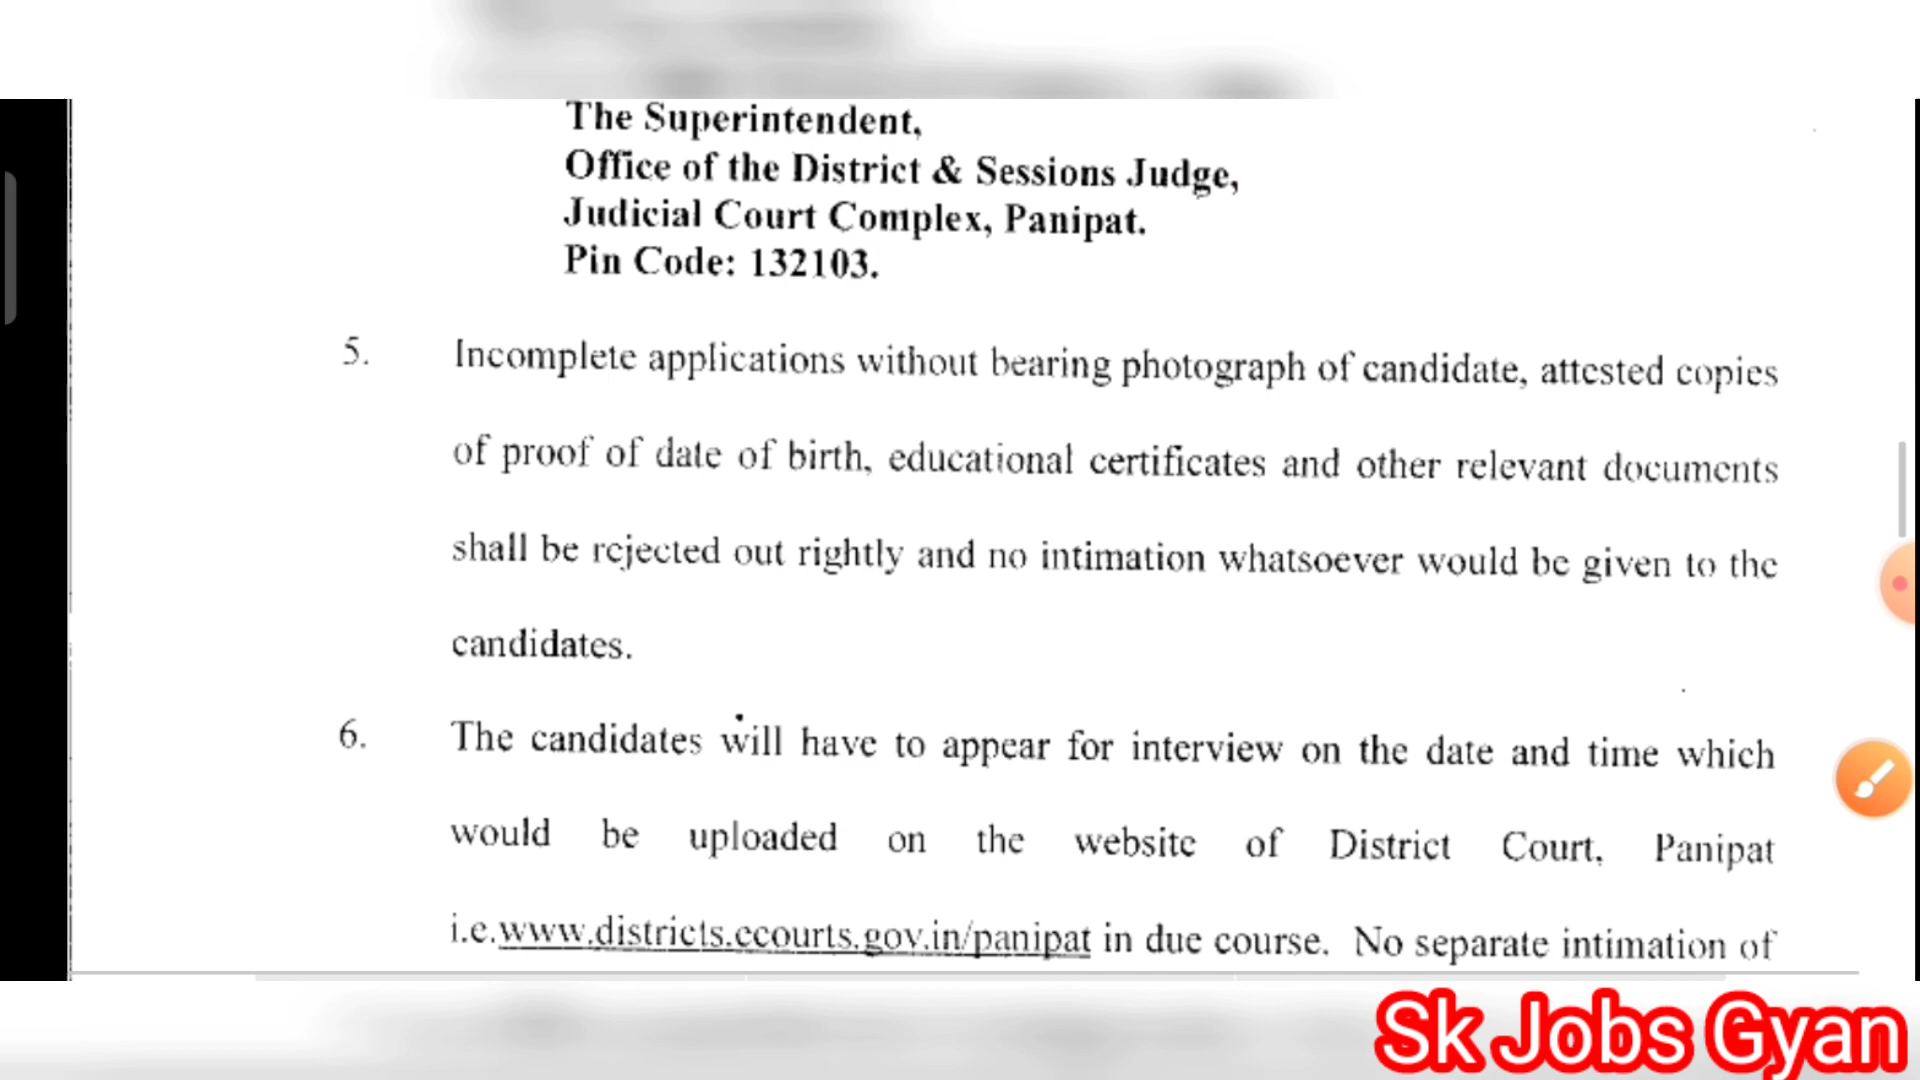 The Superintendent,
Office of the District & Sessions Judge,
Judicial Court Complex, Panipat.
Pin Code: 132103.
5. Incomplete applications without bearing photograph of candidate, attested copies
of proof of date of birth, educational certificates and other relevant documents
shall be rejected out rightly and no intimation whatsoever would be given to the
candidates.
6. The candidates will have to appear for interview on the date and time which
would be uploaded on the website of District Court, Panipat
i.e.www.districts.ecourts.gov.in/panipat in due course. No separate intimation of
Sk Jobs Gyan